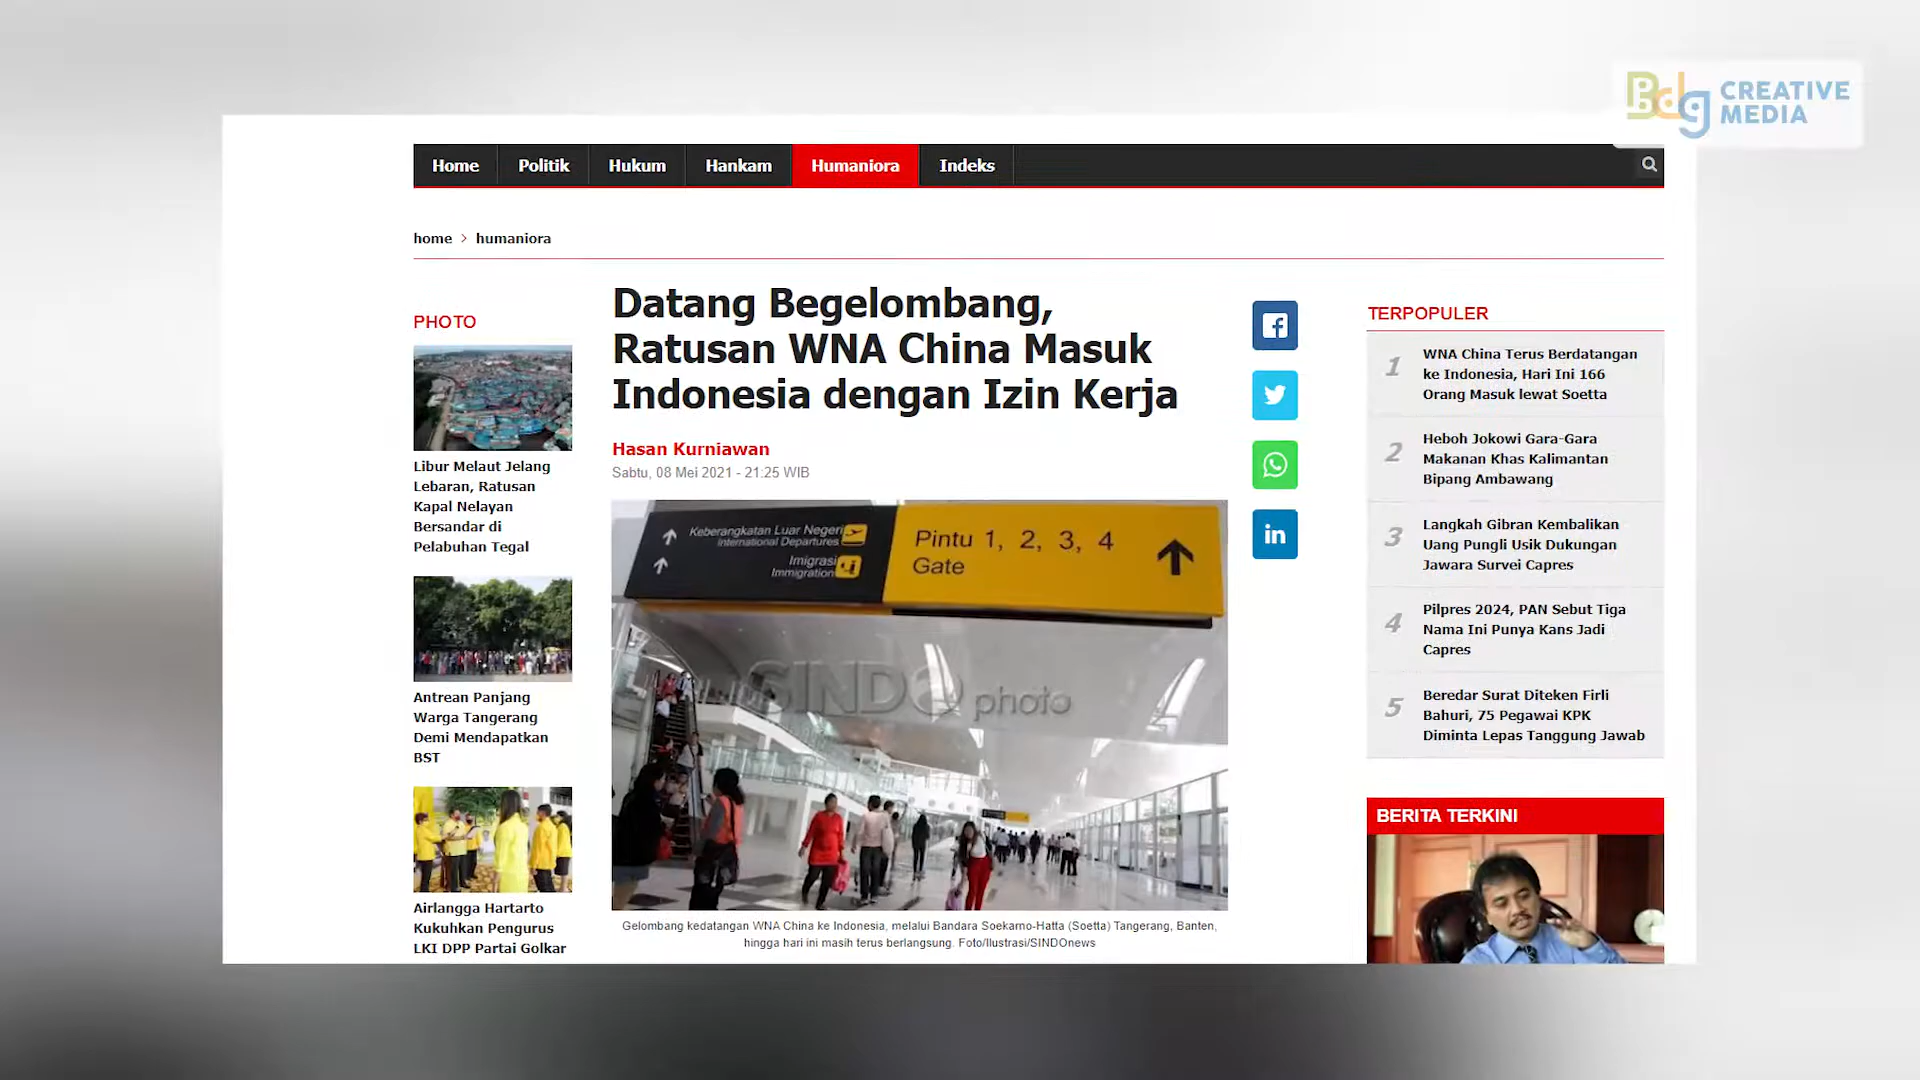 Bdg CREATIVE
MEDIA
Home Politik Hukum Hankam Humaniora Indeks
home > humaniora
PHOTO
Libur Melaut Jelang
Lebaran, Ratusan
Kapal Nelayan
Bersandar di
Pelabuhan Tegal
Antrean Panjang
Warga Tangerang
Demi Mendapatkan
BST
Airlangga Hartarto
Kukuhkan Pengurus
LKI DPP Partai Golkar
Datang Begelombang,
Ratusan WNA China Masuk
Indonesia dengan Izin Kerja
Hasan Kurniawan
Sabtu, 08 Mei 2021 - 21:25 WIB
Keberangkatan Luar Negeri
International Departures
Imigrasi
Immigration
Pintu 1, 2, 3, 4
Gate
SINDO photo
Gelombang kedatangan WNA China ke Indonesia, melalui Bandara Soekarno-Hatta (Soetta) Tangerang, Banten,
hingga hari ini masih terus berlangsung. Foto/Ilustrasi/SINDOnews
TERPOPULER
1 WNA China Terus Berdatangan
ke Indonesia, Hari Ini 166
Orang Masuk lewat Soetta
2 Heboh Jokowi Gara-Gara
Makanan Khas Kalimantan
Bipang Ambawang
3 Langkah Gibran Kembalikan
Uang Pungli Usik Dukungan
Jawara Survei Capres
4 Pilpres 2024, PAN Sebut Tiga
Nama Ini Punya Kans Jadi
Capres
5 Beredar Surat Diteken Firli
Bahuri, 75 Pegawai KPK
Diminta Lepas Tanggung Jawab
BERITA TERKINI